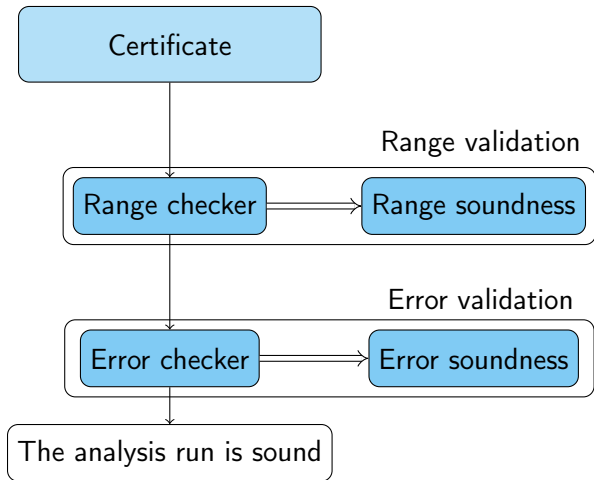 Certificate
Range validation
Range checker
Range soundness
Error validation
Error checker
Error soundness
The analysis run is sound